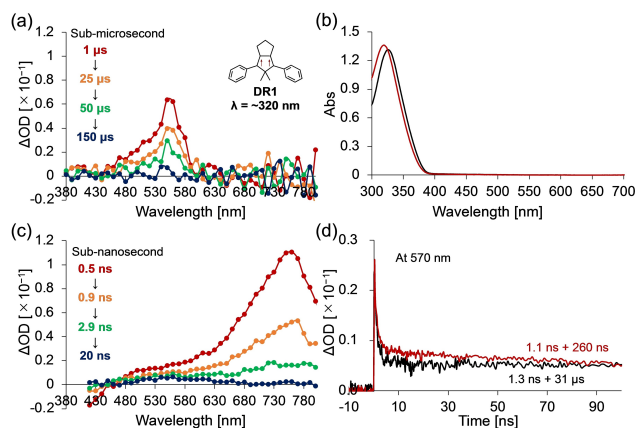 (a)
Sub-microsecond
1 μs
↓
25 μs
↓
50 μs
↓
150 μs
DR1
λ = ~320 nm
ΔOD [×10⁻¹]
1.2
1
0.8
0.6
0.4
0.2
0
-0.2
380 430 480 530 580 630 680 730 780
Wavelength [nm]
(b)
Abs
1.5
1.2
0.9
0.6
0.3
0
300 350 400 450 500 550 600 650 700
Wavelength [nm]
(c)
Sub-nanosecond
0.5 ns
↓
0.9 ns
↓
2.9 ns
↓
20 ns
ΔOD [×10⁻¹]
1.2
1
0.8
0.6
0.4
0.2
0
-0.2
380 430 480 530 580 630 680 730 780
Wavelength [nm]
(d)
At 570 nm
1.1 ns + 260 ns
1.3 ns + 31 μs
ΔOD [×10⁻¹]
0.3
0.2
0.1
0.0
-10 10 30 50 70 90
Time [ns]